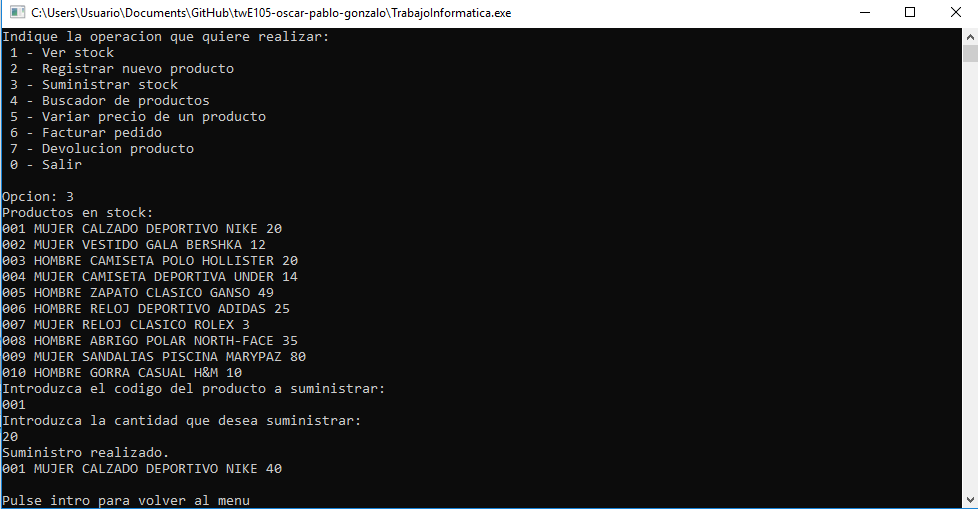 C:\Users\Usuario\Documents\GitHub\twE105-oscar-pablo-gonzalo\TrabajoInformatica.exe
Indique la operacion que quiere realizar:
1 - Ver stock
2 - Registrar nuevo producto
3 - Suministrar stock
4 - Buscador de productos
5 - Variar precio de un producto
6 - Facturar pedido
7 - Devolucion producto
0 - Salir
Opcion: 3
Productos en stock:
001 MUJER CALZADO DEPORTIVO NIKE 20
002 MUJER VESTIDO GALA BERSHKA 12
003 HOMBRE CAMISETA POLO HOLLISTER 20
004 MUJER CAMISETA DEPORTIVA UNDER 14
005 HOMBRE ZAPATO CLASICO GANSO 49
006 HOMBRE RELOJ DEPORTIVO ADIDAS 25
007 MUJER RELOJ CLASICO ROLEX 3
008 HOMBRE ABRIGO POLAR NORTH-FACE 35
009 MUJER SANDALIAS PISCINA MARYPAZ 80
010 HOMBRE GORRA CASUAL H&M 10
Introduzca el codigo del producto a suministrar:
001
Introduzca la cantidad que desea suministrar:
20
Suministro realizado.
001 MUJER CALZADO DEPORTIVO NIKE 40
Pulse intro para volver al menu